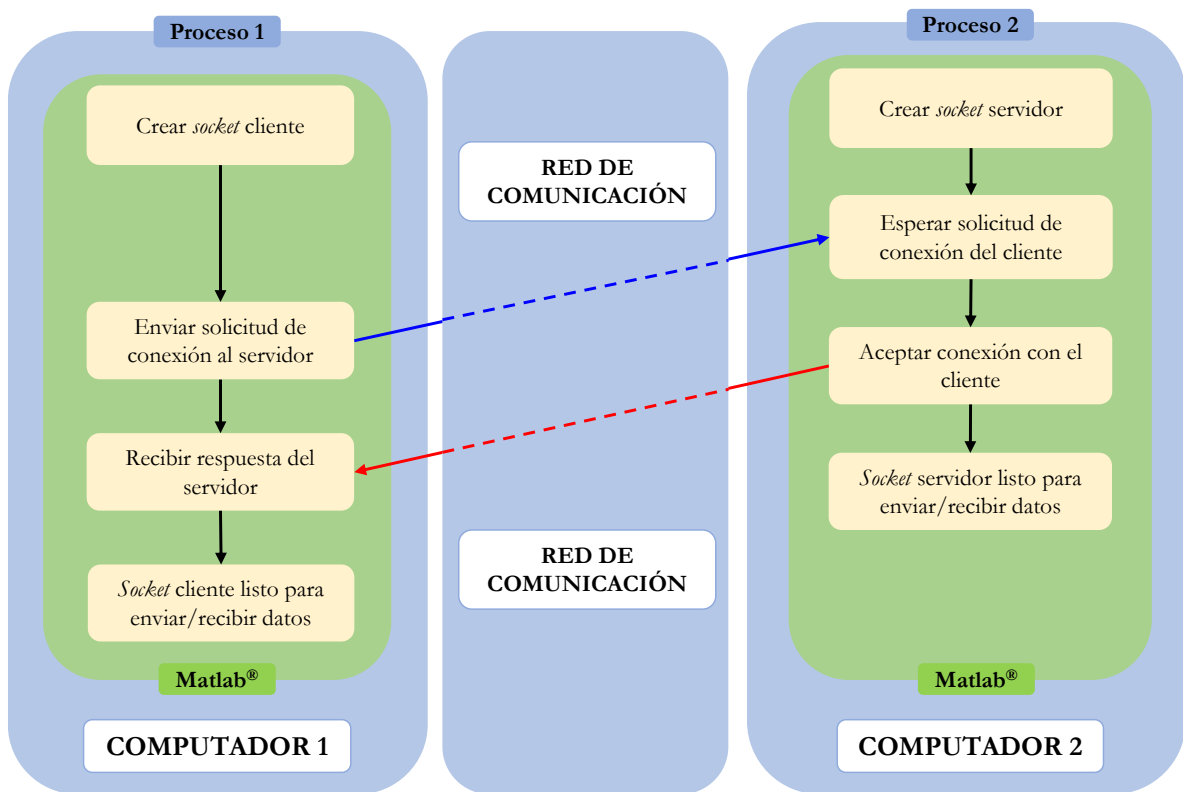 Proceso 1
Crear socket cliente
Enviar solicitud de
conexión al servidor
Recibir respuesta del
servidor
Socket cliente listo para
enviar/recibir datos
Matlab®
COMPUTADOR 1
RED DE
COMUNICACIÓN
RED DE
COMUNICACIÓN
Proceso 2
Crear socket servidor
Esperar solicitud de
conexión del cliente
Aceptar conexión con el
cliente
Socket servidor listo para
enviar/recibir datos
Matlab®
COMPUTADOR 2